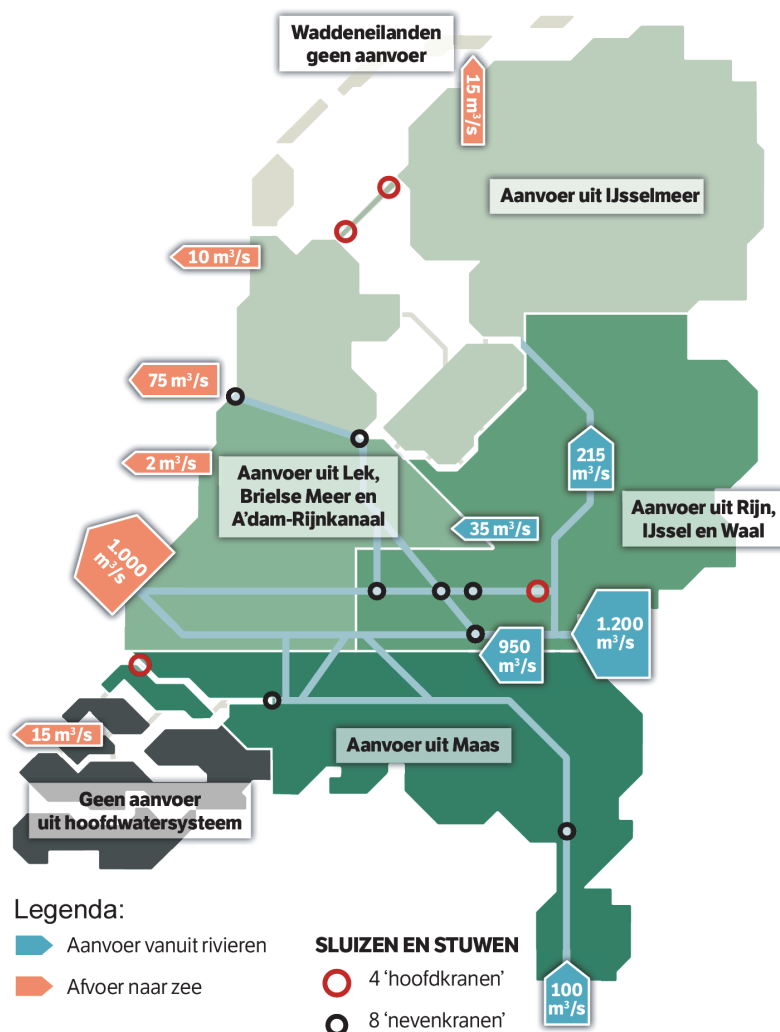 Waddeneilanden
geen aanvoer
15 m³/s
Aanvoer uit IJsselmeer
10 m³/s
75 m³/s
2 m³/s
Aanvoer uit Lek,
Brielse Meer en
A'dam-Rijnkanaal
215
m³/s
Aanvoer uit Rijn,
IJssel en Waal
35 m³/s
1.000
m³/s
1.200
m³/s
950
m³/s
15 m³/s
Aanvoer uit Maas
Geen aanvoer
uit hoofdwatersysteem
Legenda:
Aanvoer vanuit rivieren
Afvoer naar zee
SLUIZEN EN STUWEN
4 'hoofdkranen'
8 'nevenkranen'
100
m³/s